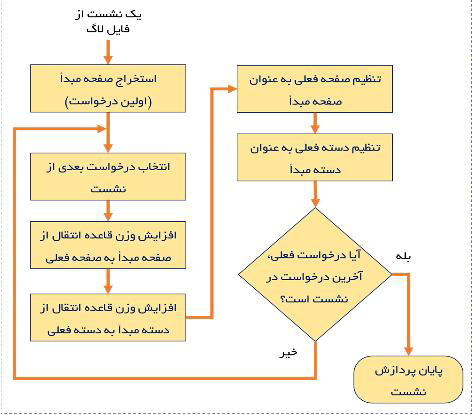 یک نشست از
فایل لاگ
استخراج صفحه مبدأ
(اولین درخواست)
انتخاب درخواست بعدی از
نشست
افزایش وزن قاعده انتقال از
صفحه مبدأ به صفحه فعلی
افزایش وزن قاعده انتقال از
دسته مبدأ به دسته فعلی
تنظیم صفحه فعلی به عنوان
صفحه مبدأ
تنظیم دسته فعلی به عنوان
دسته مبدأ
آیا درخواست فعلی،
آخرین درخواست در
نشست است؟
بله
خیر
پایان پردازش
نشست